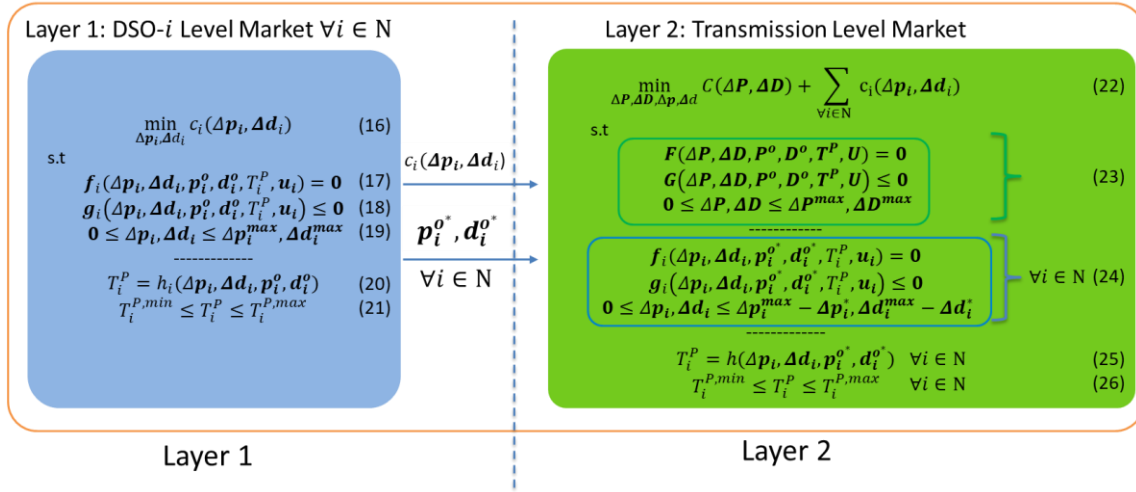 Layer 1: DSO-i Level Market ∀i ∈ N
min_{Δp_i,Δd_i} c_i(Δp_i, Δd_i) (16)
s.t
f_i(Δp_i, Δd_i, p_i^o, d_i^o, T_i^P, u_i) = 0 (17)
g_i(Δp_i, Δd_i, p_i^o, d_i^o, T_i^P, u_i) ≤ 0 (18)
0 ≤ Δp_i, Δd_i ≤ Δp_i^{max}, Δd_i^{max} (19)
-------------
T_i^P = h_i(Δp_i, Δd_i, p_i^o, d_i^o) (20)
T_i^{P,min} ≤ T_i^P ≤ T_i^{P,max} (21)
Layer 1
c_i(Δp_i, Δd_i)
p_i^{o*}, d_i^{o*}
∀i ∈ N
Layer 2: Transmission Level Market
min_{ΔP,ΔD,Δp,Δd} C(ΔP, ΔD) + ∑_{∀i∈N} c_i(Δp_i, Δd_i) (22)
s.t
F(ΔP, ΔD, P^o, D^o, T^P, U) = 0
G(ΔP, ΔD, P^o, D^o, T^P, U) ≤ 0 (23)
0 ≤ ΔP, ΔD ≤ ΔP^{max}, ΔD^{max}
------------
f_i(Δp_i, Δd_i, p_i^{o*}, d_i^{o*}, T_i^P, u_i) = 0
g_i(Δp_i, Δd_i, p_i^{o*}, d_i^{o*}, T_i^P, u_i) ≤ 0 ∀i ∈ N (24)
0 ≤ Δp_i, Δd_i ≤ Δp_i^{max} − Δp_i^*, Δd_i^{max} − Δd_i^*
-------------
T_i^P = h(Δp_i, Δd_i, p_i^{o*}, d_i^{o*}) ∀i ∈ N (25)
T_i^{P,min} ≤ T_i^P ≤ T_i^{P,max} ∀i ∈ N (26)
Layer 2